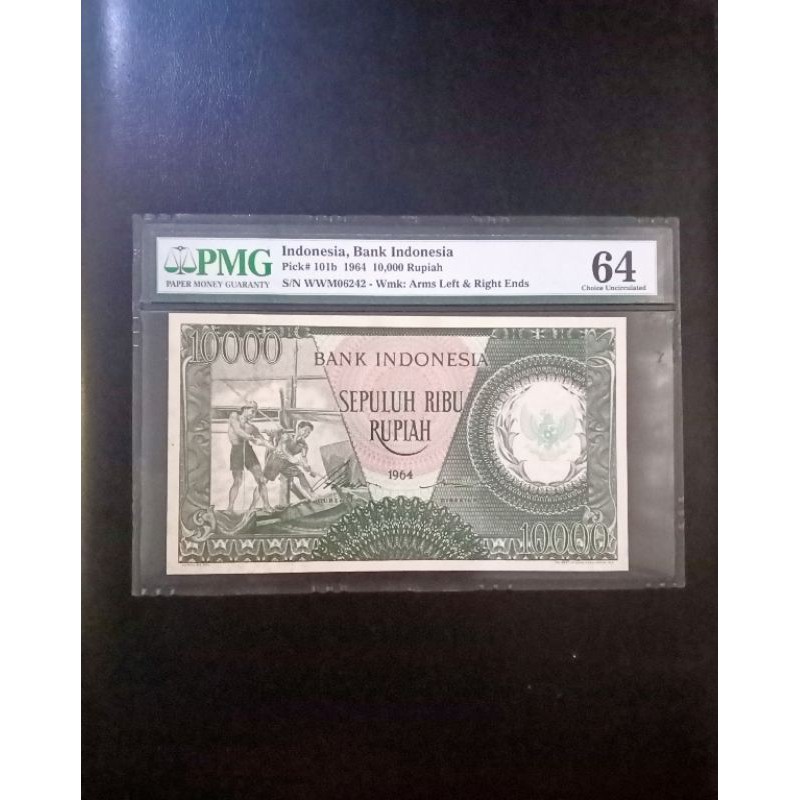 PMG
PAPER MONEY GUARANTY
Indonesia, Bank Indonesia
Pick# 101b 1964 10,000 Rupiah
S/N WWM06242 - Wmk: Arms Left & Right Ends
64
Choice Uncirculated
10000
BANK INDONESIA
SEPULUH RIBU
RUPIAH
1964
10000